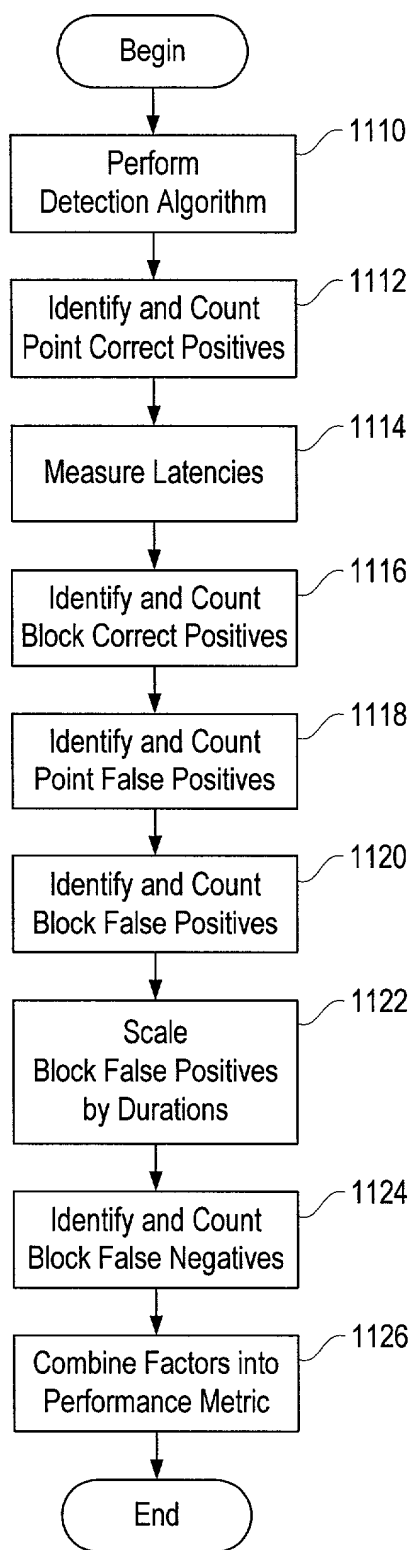 Begin
1110
Perform
Detection Algorithm
1112
Identify and Count
Point Correct Positives
1114
Measure Latencies
1116
Identify and Count
Block Correct Positives
1118
Identify and Count
Point False Positives
1120
Identify and Count
Block False Positives
1122
Scale
Block False Positives
by Durations
1124
Identify and Count
Block False Negatives
1126
Combine Factors into
Performance Metric
End